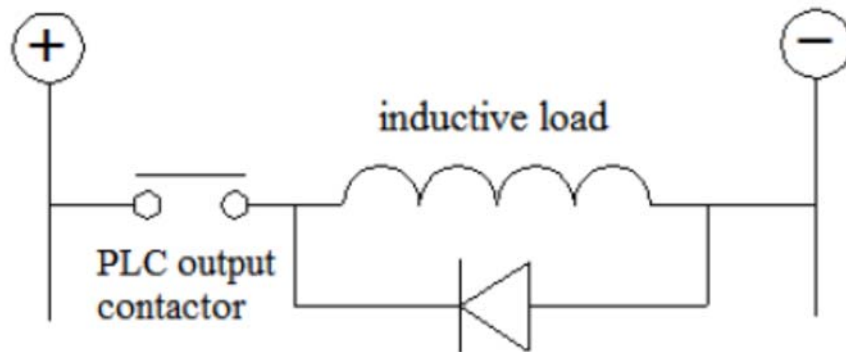 +
−
inductive load
PLC output
contactor